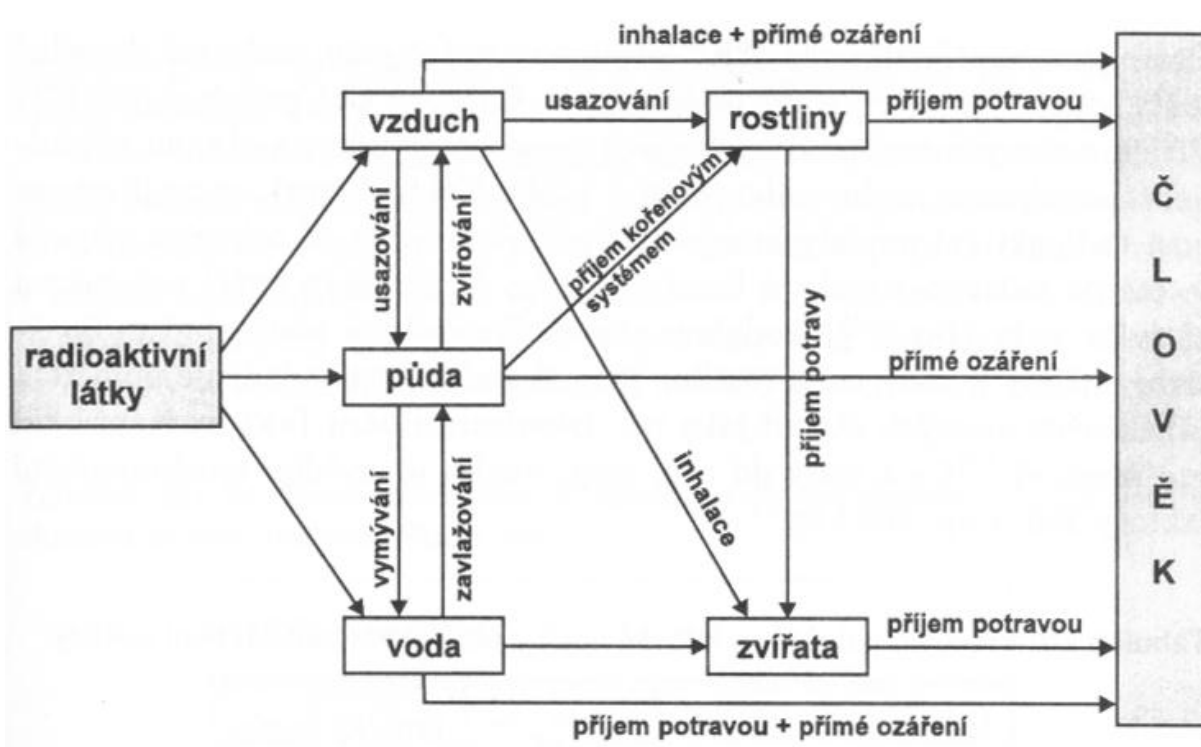 inhalace + přímé ozáření
vzduch
usazování
rostliny
příjem potravou
usazování
zvířování
příjem kořenovým
systémem
příjem potravy
radioaktivní
látky
půda
přímé ozáření
ČLOVĚK
vymývání
zavlažování
inhalace
voda
zvířata
příjem potravou
příjem potravou + přímé ozáření